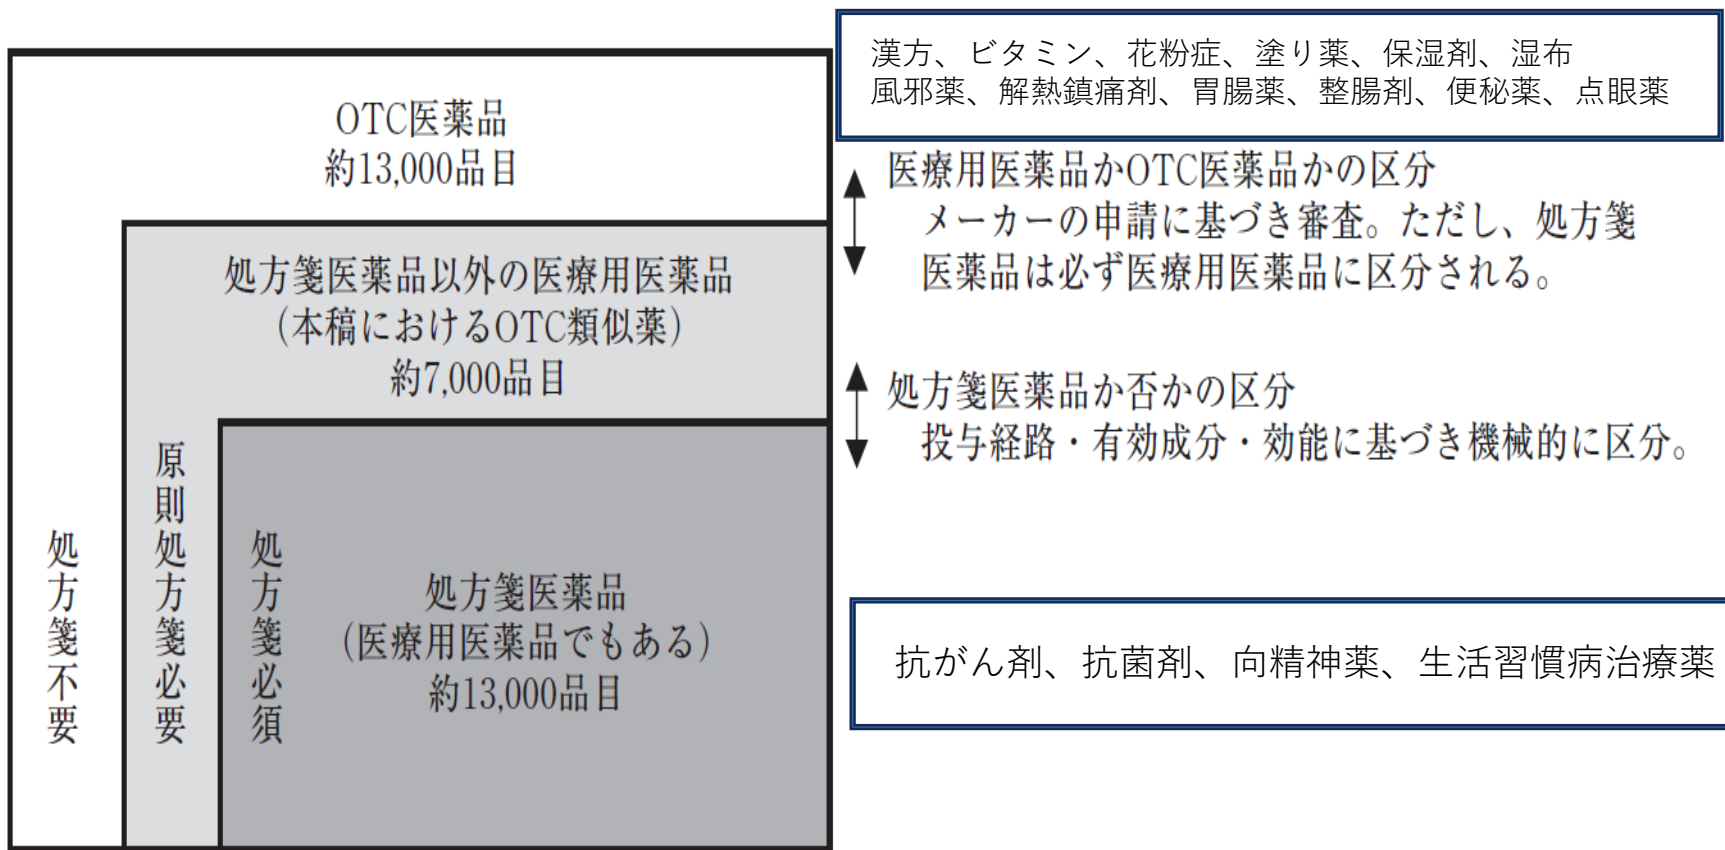 漢方、ビタミン、花粉症、塗り薬、保湿剤、湿布
風邪薬、解熱鎮痛剤、胃腸薬、整腸剤、便秘薬、点眼薬
OTC医薬品
約13,000品目
医療用医薬品かOTC医薬品かの区分
メーカーの申請に基づき審査。ただし、処方箋
医薬品は必ず医療用医薬品に区分される。
処方箋医薬品以外の医療用医薬品
(本稿におけるOTC類似薬)
約7,000品目
処方箋医薬品か否かの区分
投与経路・有効成分・効能に基づき機械的に区分。
処方箋不要
原則処方箋必要
処方箋必須
処方箋医薬品
(医療用医薬品でもある)
約13,000品目
抗がん剤、抗菌剤、向精神薬、生活習慣病治療薬